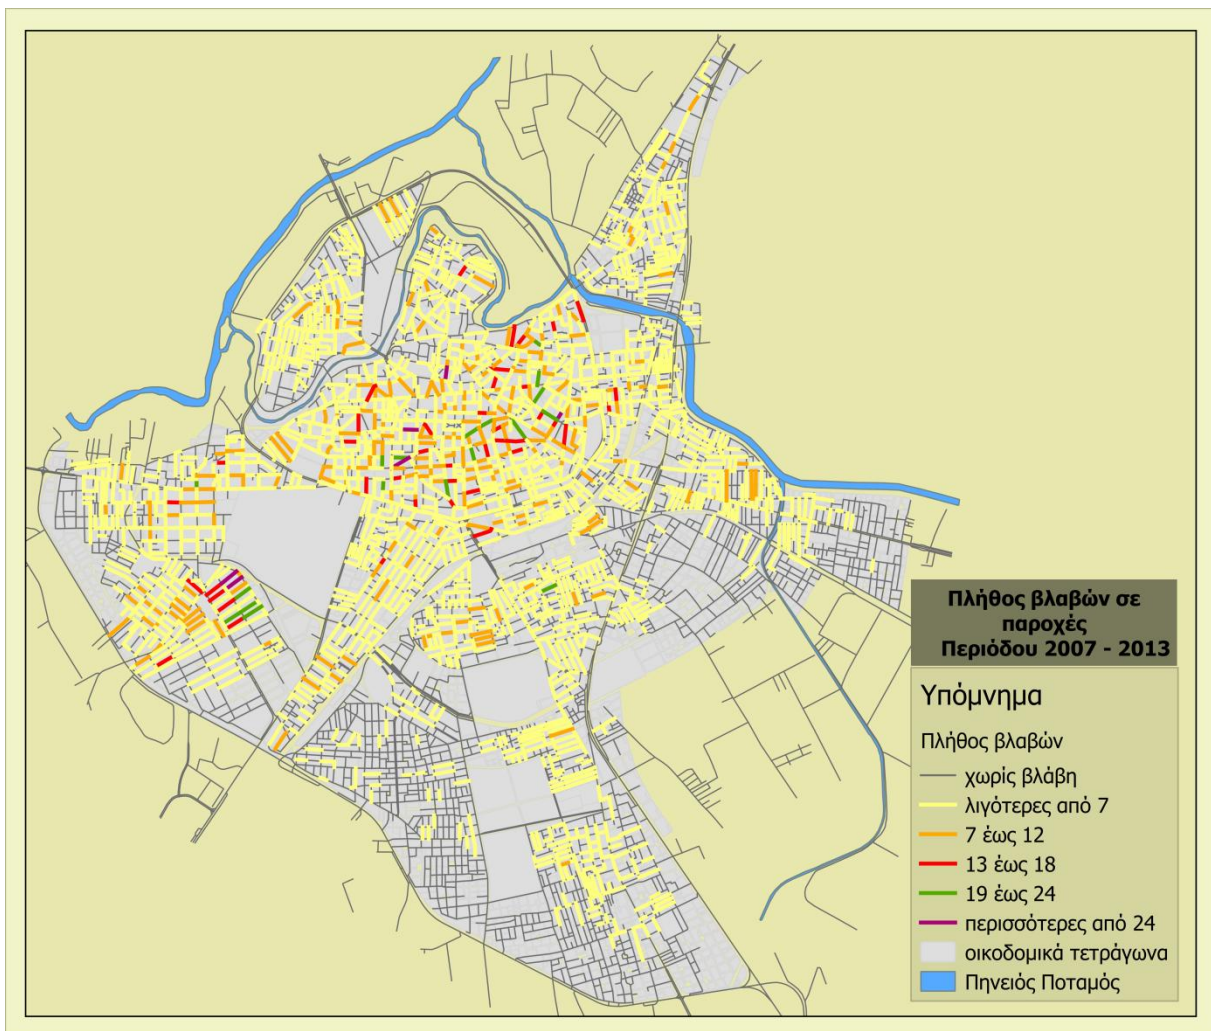 Πλήθος βλαβών σε
παροχές
Περιόδου 2007 - 2013
Υπόμνημα
Πλήθος βλαβών
χωρίς βλάβη
λιγότερες από 7
7 έως 12
13 έως 18
19 έως 24
περισσότερες από 24
οικοδομικά τετράγωνα
Πηνειός Ποταμός